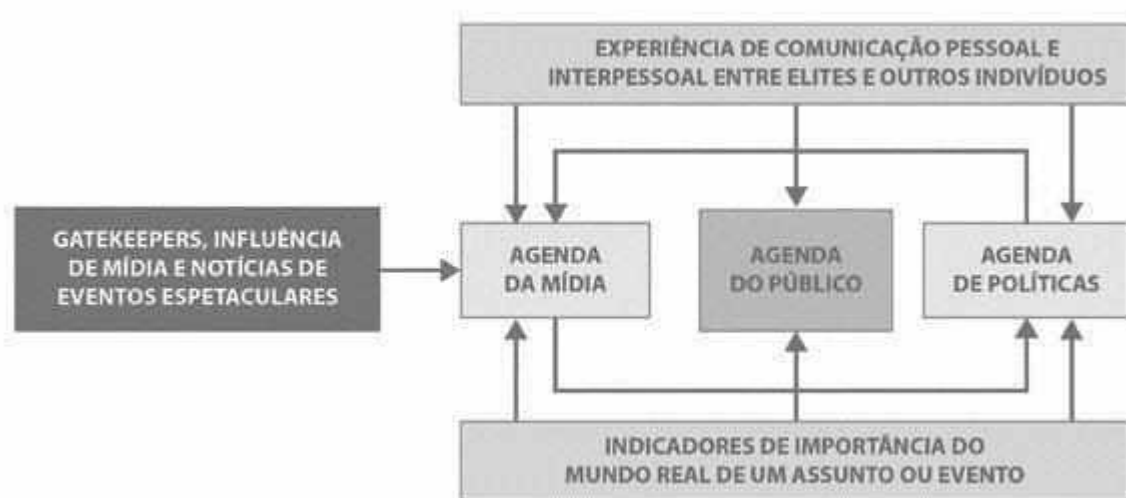 EXPERIÊNCIA DE COMUNICAÇÃO PESSOAL E
INTERPESSOAL ENTRE ELITES E OUTROS INDIVÍDUOS
GATEKEEPERS, INFLUÊNCIA
DE MÍDIA E NOTÍCIAS DE
EVENTOS ESPETACULARES
AGENDA
DA MÍDIA
AGENDA
DO PÚBLICO
AGENDA
DE POLÍTICAS
INDICADORES DE IMPORTÂNCIA DO
MUNDO REAL DE UM ASSUNTO OU EVENTO